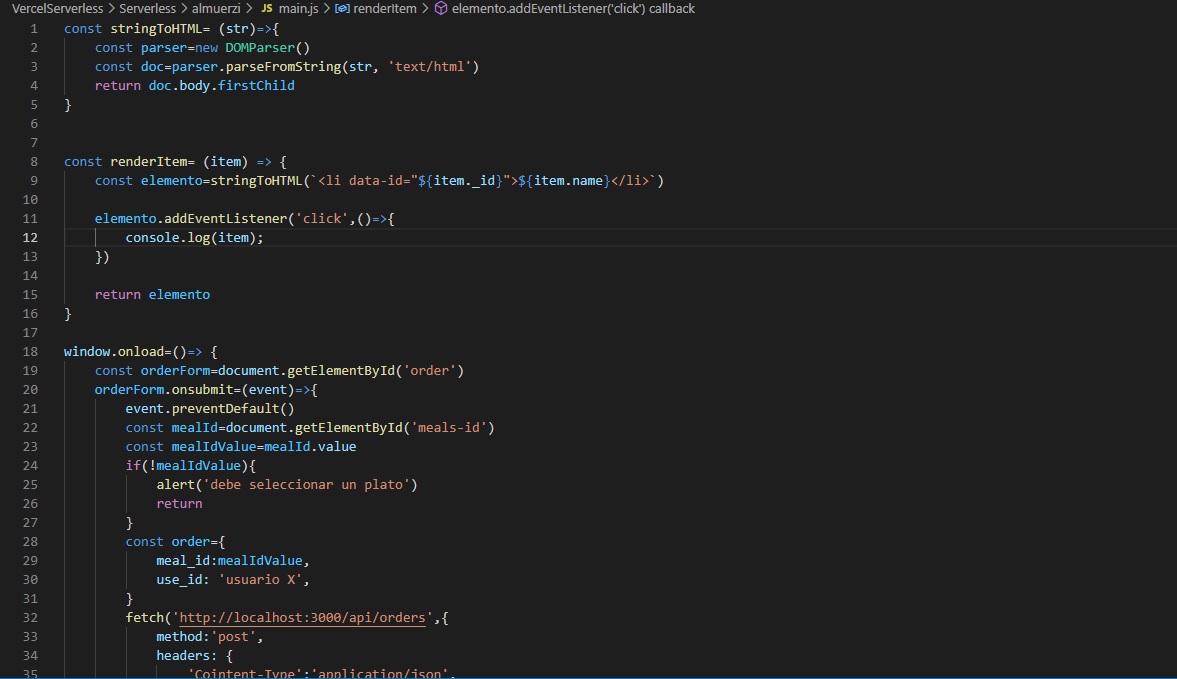 VercelServerless > Serverless > almuerzi > JS main.js > renderItem > elemento.addEventListener('click') callback
1 const stringToHTML= (str)=>{
2 const parser=new DOMParser()
3 const doc=parser.parseFromString(str, 'text/html')
4 return doc.body.firstChild
5 }
6
7
8 const renderItem= (item) => {
9 const elemento=stringToHTML(`<li data-id="${item._id}">${item.name}</li>`)
10
11 elemento.addEventListener('click',()=>{
12 console.log(item);
13 })
14
15 return elemento
16 }
17
18 window.onload=()=> {
19 const orderForm=document.getElementById('order')
20 orderForm.onsubmit=(event)=>{
21 event.preventDefault()
22 const mealId=document.getElementById('meals-id')
23 const mealIdValue=mealId.value
24 if(!mealIdValue){
25 alert('debe seleccionar un plato')
26 return
27 }
28 const order={
29 meal_id:mealIdValue,
30 use_id: 'usuario X',
31 }
32 fetch('http://localhost:3000/api/orders',{
33 method:'post',
34 headers: {
35 'Cointent-Type':'application/json',